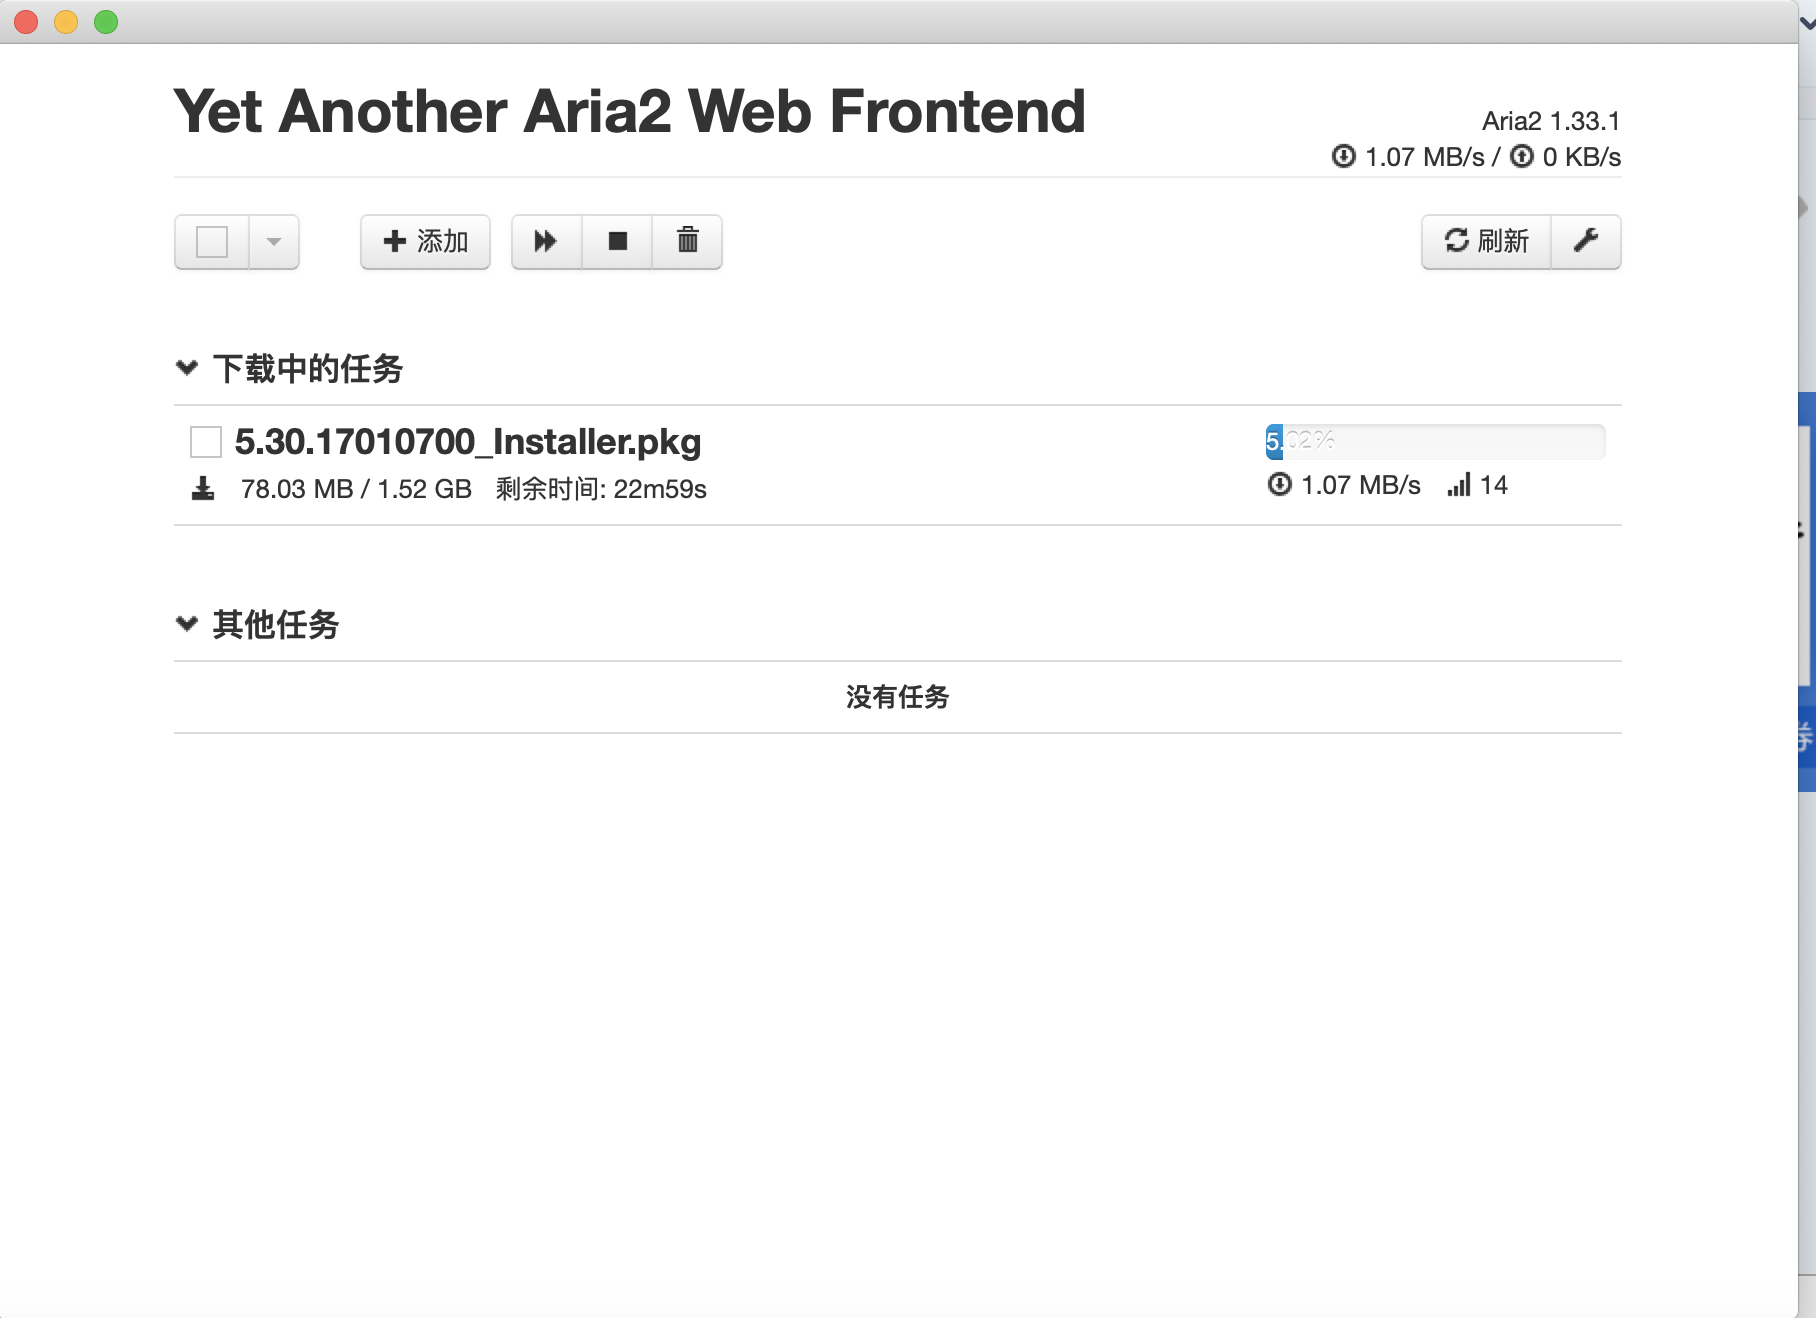 Yet Another Aria2 Web Frontend
Aria2 1.33.1
1.07 MB/s / 0 KB/s
添加
刷新
下载中的任务
5.30.17010700_Installer.pkg
5.02%
78.03 MB / 1.52 GB 剩余时间: 22m59s
1.07 MB/s 14
其他任务
没有任务